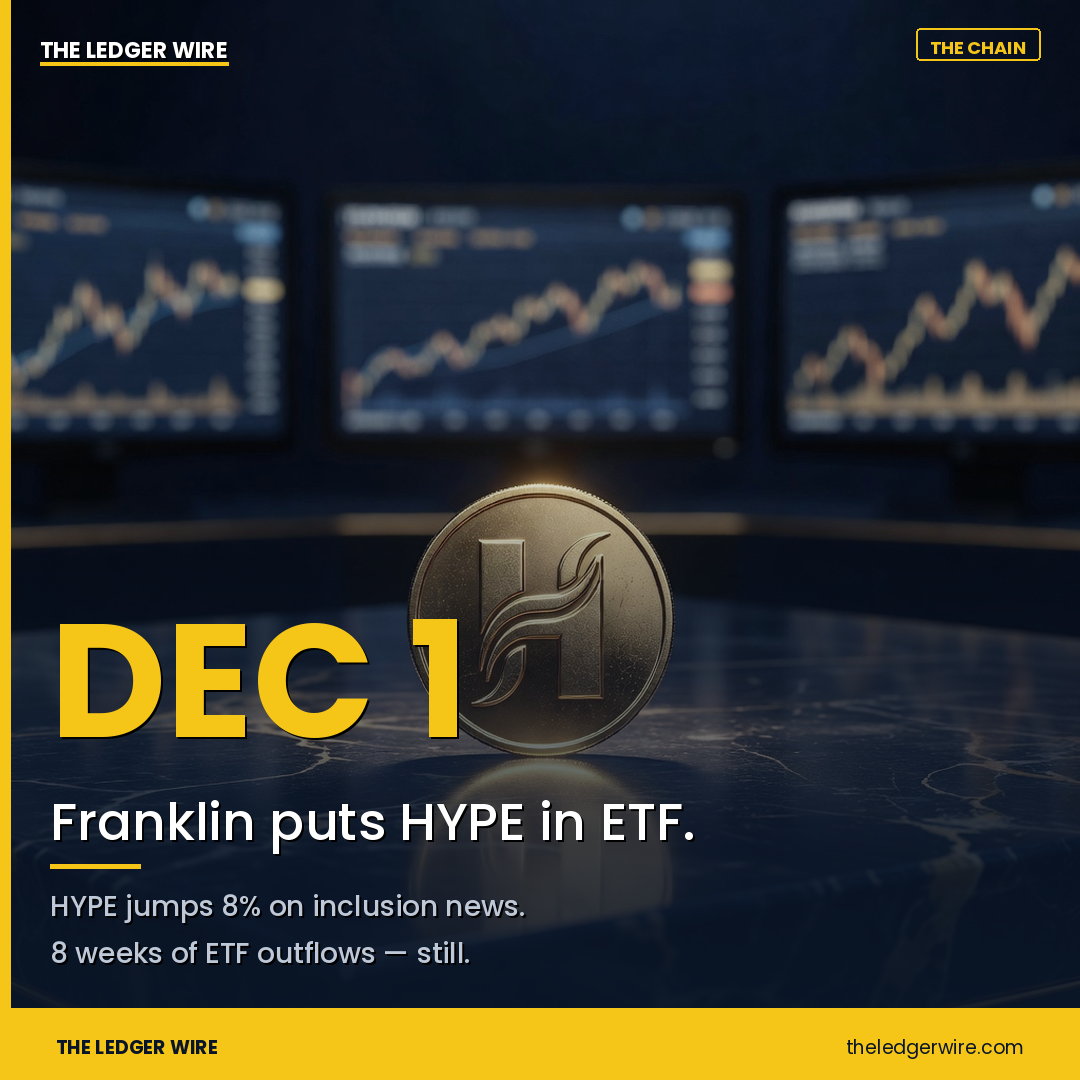 THE LEDGER WIRE
THE CHAIN
DEC 1
Franklin puts HYPE in ETF.
HYPE jumps 8% on inclusion news.
8 weeks of ETF outflows — still.
THE LEDGER WIRE
theledgerwire.com